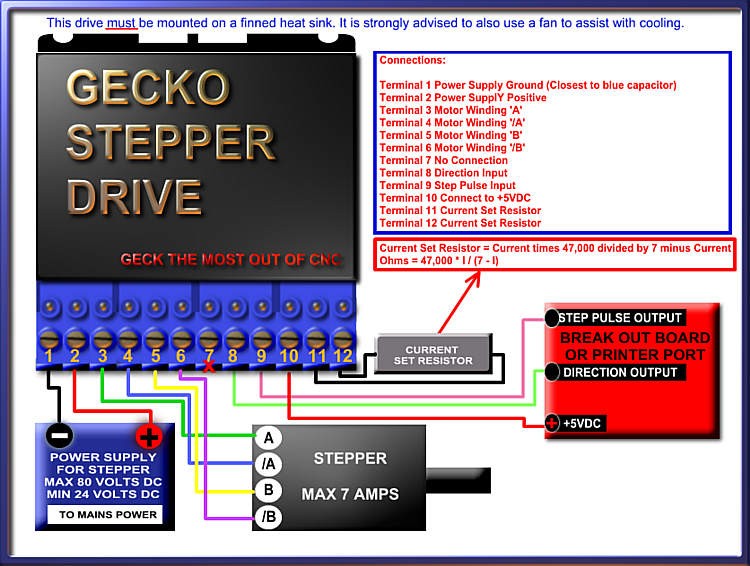 This drive must be mounted on a finned heat sink. It is strongly advised to also use a fan to assist with cooling.
GECKO
STEPPER
DRIVE
GECK THE MOST OUT OF CNC
Connections:
Terminal 1 Power Supply Ground (Closest to blue capacitor)
Terminal 2 Power SupplY Positive
Terminal 3 Motor Winding 'A'
Terminal 4 Motor Winding '/A'
Terminal 5 Motor Winding 'B'
Terminal 6 Motor Winding '/B'
Terminal 7 No Connection
Terminal 8 Direction Input
Terminal 9 Step Pulse Input
Terminal 10 Connect to +5VDC
Terminal 11 Current Set Resistor
Terminal 12 Current Set Resistor
Current Set Resistor = Current times 47,000 divided by 7 minus Current
Ohms = 47,000 * I / (7 - I)
1 2 3 4 5 6 7 8 9 10 11 12
X
CURRENT
SET RESISTOR
STEP PULSE OUTPUT
BREAK OUT BOARD
OR PRINTER PORT
DIRECTION OUTPUT
+5VDC
POWER SUPPLY
FOR STEPPER
MAX 80 VOLTS DC
MIN 24 VOLTS DC
TO MAINS POWER
A
/A
B
/B
STEPPER
MAX 7 AMPS